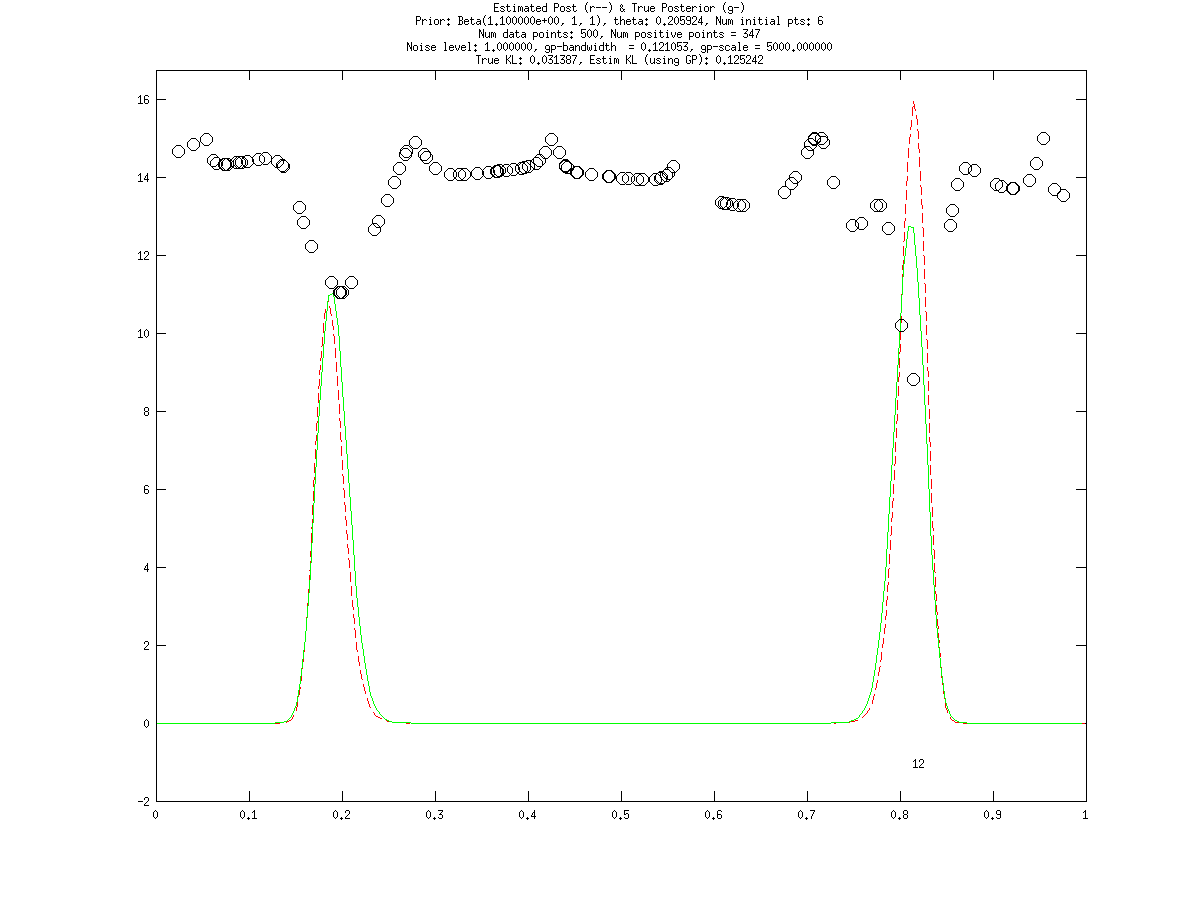 Estimated Post (r--) & True Posterior (g-)
Prior: Beta(1.100000e+00, 1, 1), theta: 0.205924, Num initial pts: 6
Num data points: 500, Num positive points = 347
Noise level: 1.000000, gp-bandwidth  = 0.121053, gp-scale = 5000.000000
True KL: 0.031387, Estim KL (using GP): 0.125242
16
14
12
10
8
6
4
2
0
12
-2
0 0.1 0.2 0.3 0.4 0.5 0.6 0.7 0.8 0.9 1